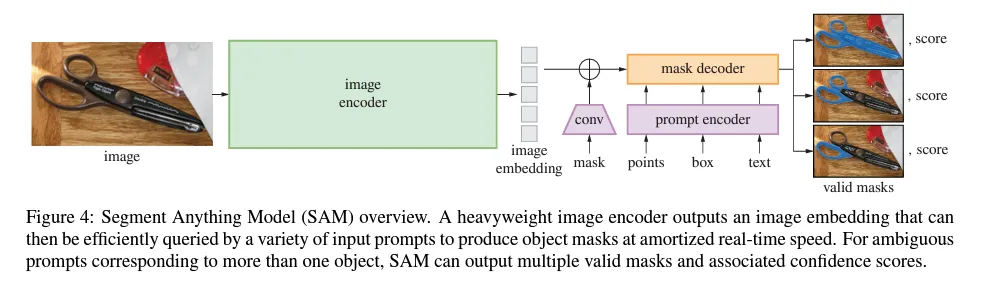 image
encoder
mask decoder
, score
conv
prompt encoder
, score
image
image
embedding
mask
points
box
text
, score
valid masks
Figure 4: Segment Anything Model (SAM) overview. A heavyweight image encoder outputs an image embedding that can
then be efficiently queried by a variety of input prompts to produce object masks at amortized real-time speed. For ambiguous
prompts corresponding to more than one object, SAM can output multiple valid masks and associated confidence scores.